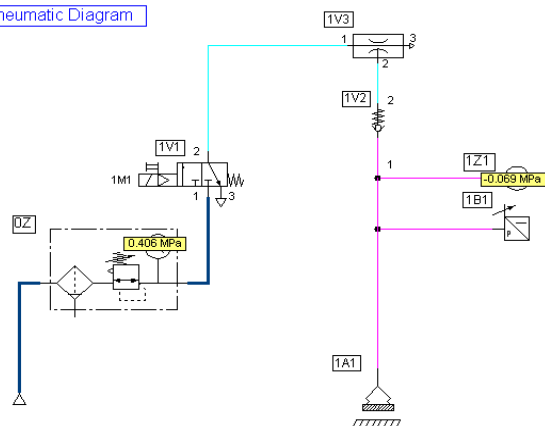 neumatic Diagram
1V3
1
3
2
1V2
2
1V1
2
1M1
1
3
1
1Z1
-0.069 MPa
1B1
P
0Z
0.406 MPa
1A1